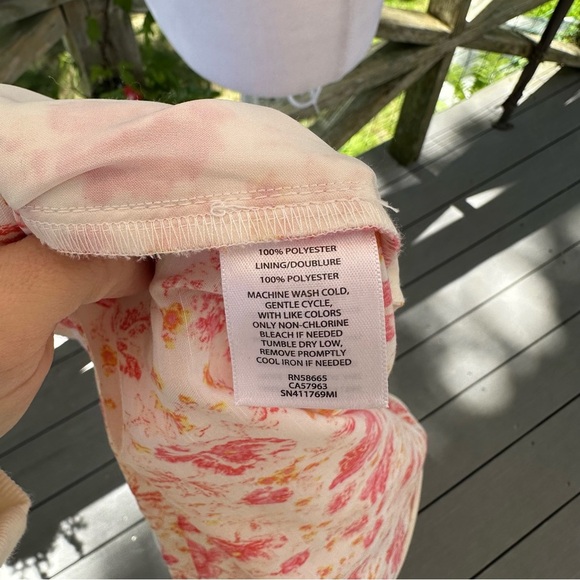 100% POLYESTER
LINING/DOUBLURE
100% POLYESTER
MACHINE WASH COLD,
GENTLE CYCLE,
WITH LIKE COLORS
ONLY NON-CHLORINE
BLEACH IF NEEDED
TUMBLE DRY LOW,
REMOVE PROMPTLY
COOL IRON IF NEEDED
RN58665
CA57963
SN411769MI